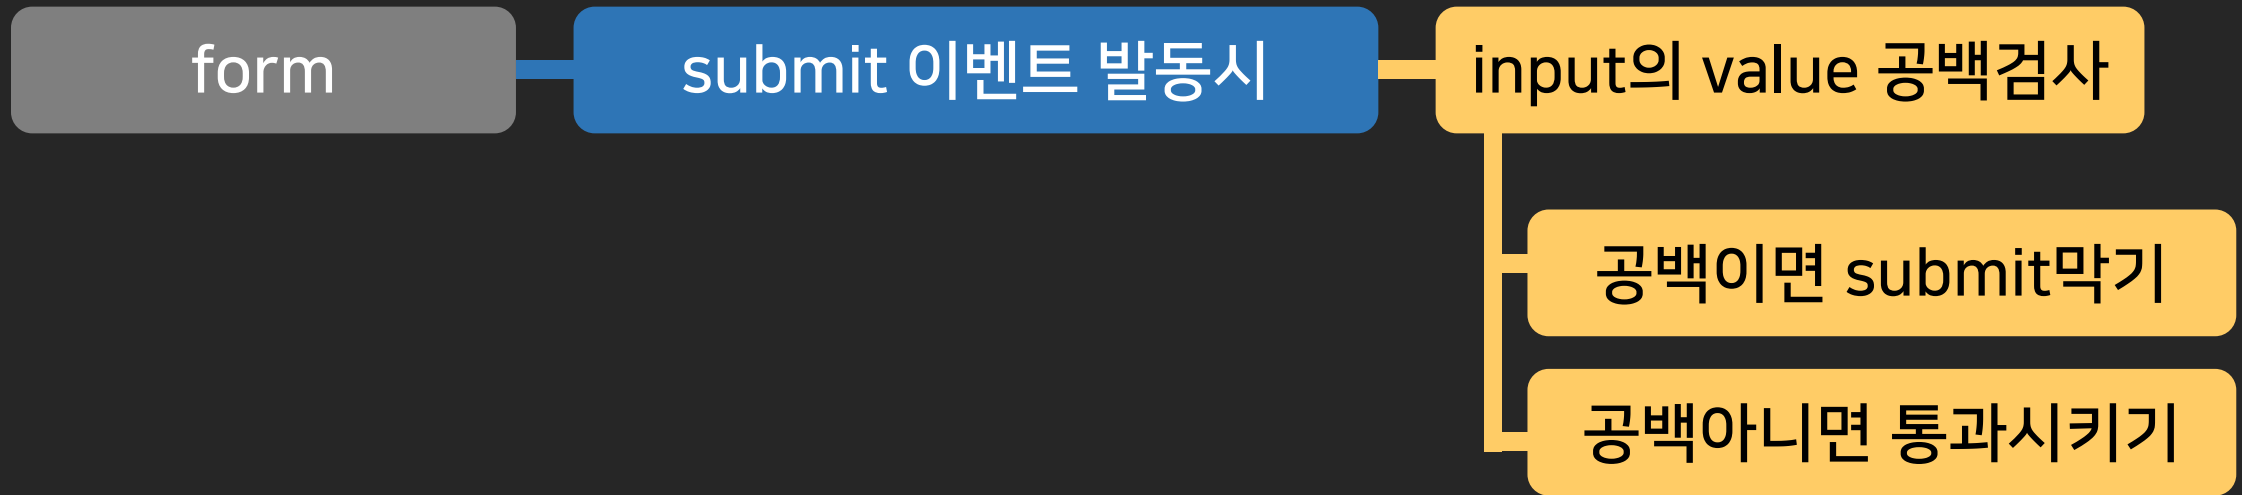 form
submit 이벤트 발동시
input의 value 공백검사
공백이면 submit막기
공백아니면 통과시키기